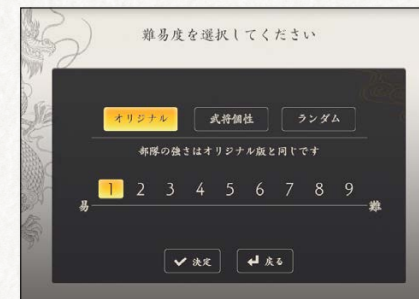 難易度を選択してください
オリジナル 武将個性 ランダム
部隊の強さはオリジナル版と同じです
易 1 2 3 4 5 6 7 8 9 難
決定 戻る